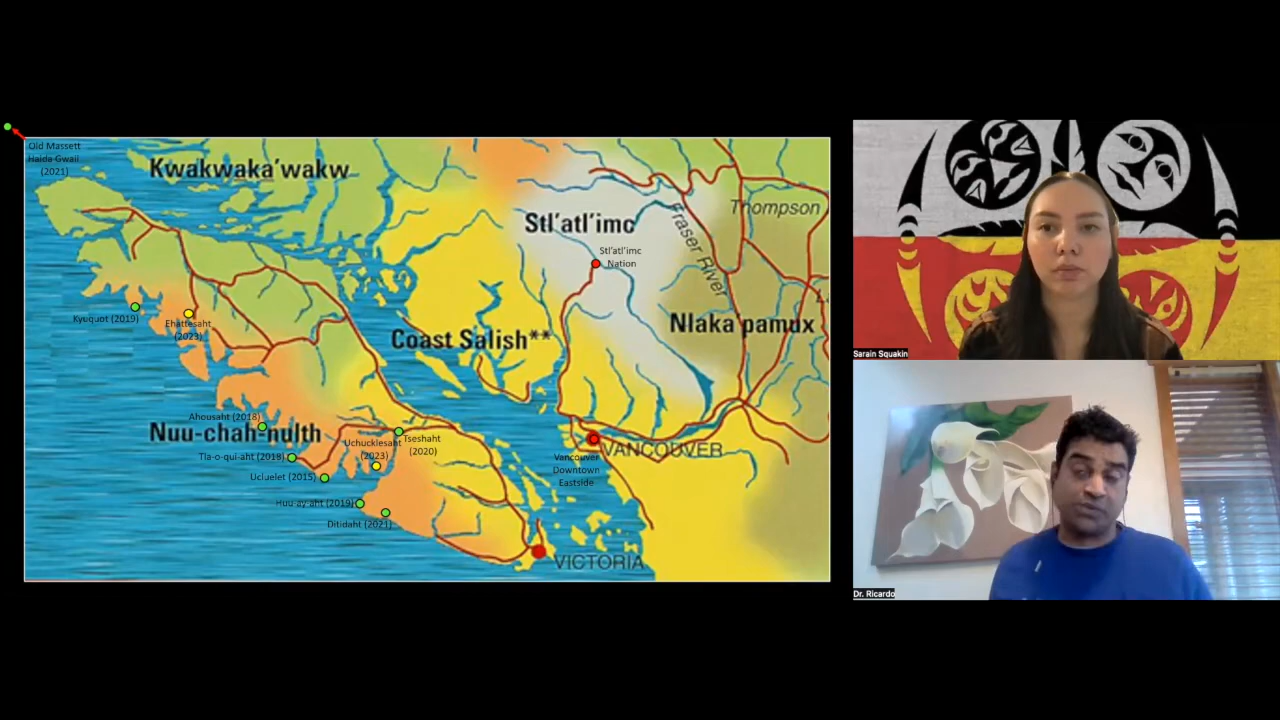 Old Massett
Haida Gwaii
(2021)
Kwakwaka'wakw
Stl'atl'imc
Stl'atl'imc
Nation
Fraser River
Thompson
Kyuquot (2019)
Ehattesaht
(2023)
Coast Salish**
Nlaka'pamux
Ahousaht (2018)
Nuu-chah-nulth
Uchucklesaht
(2023)
Tseshaht
(2020)
Tla-o-qui-aht (2018)
Ucluelet (2015)
VANCOUVER
Vancouver
Downtown
Eastside
Huu-ay-aht (2019)
Ditidaht (2021)
VICTORIA
Sarain Squakin
Dr. Ricardo